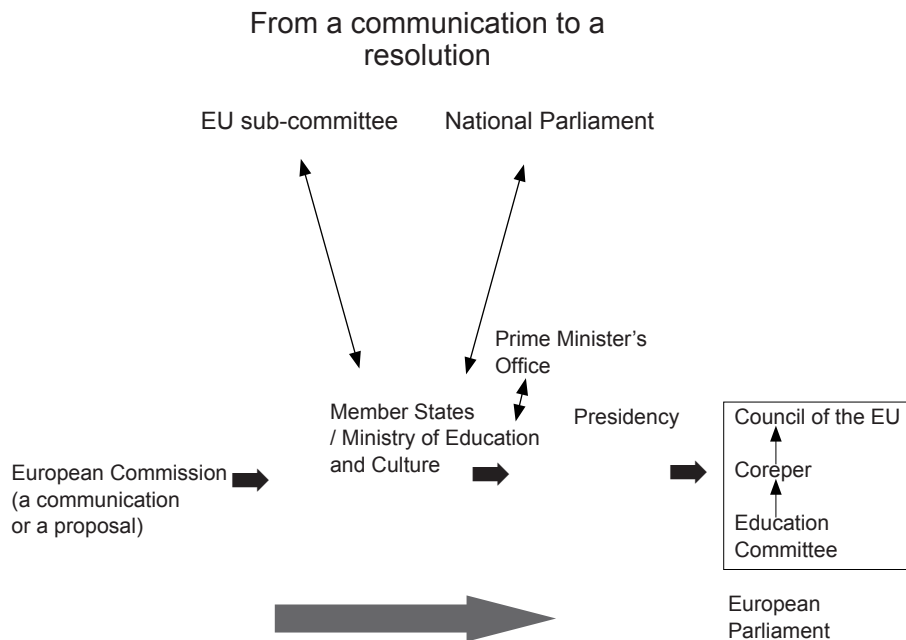 From a communication to a
resolution
EU sub-committee
National Parliament
Prime Minister’s
Office
Member States
/ Ministry of Education
and Culture
Presidency
Council of the EU
Coreper
Education
Committee
European Commission
(a communication
or a proposal)
European
Parliament